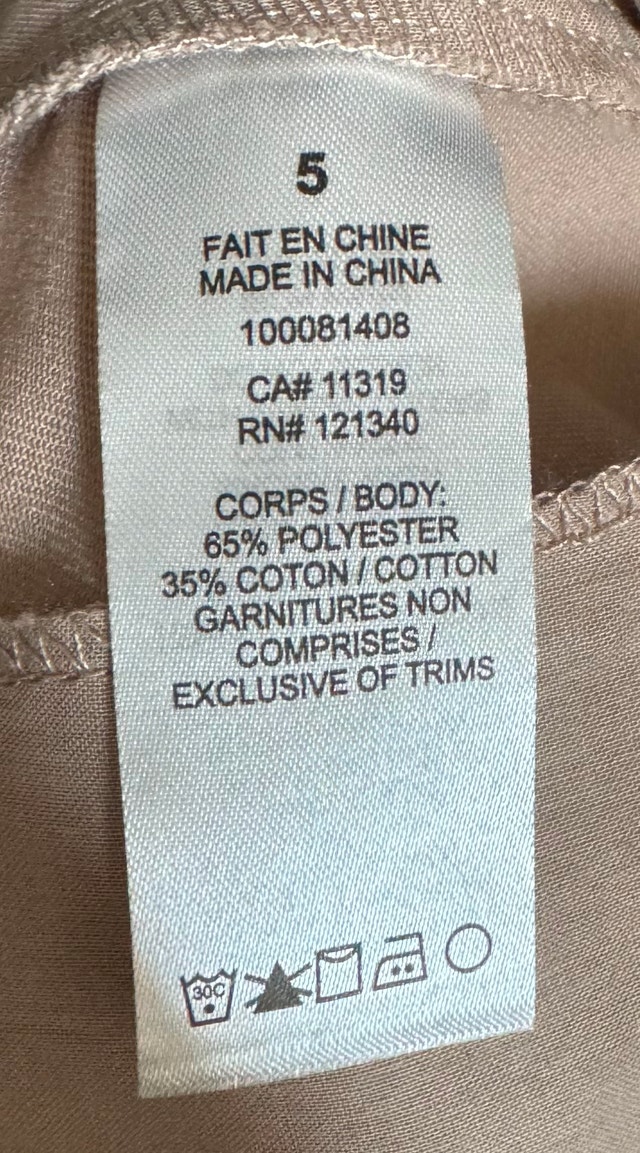 5
FAIT EN CHINE
MADE IN CHINA
100081408
CA# 11319
RN# 121340
CORPS / BODY:
65% POLYESTER
35% COTON / COTTON
GARNITURES NON
COMPRISES /
EXCLUSIVE OF TRIMS
30C